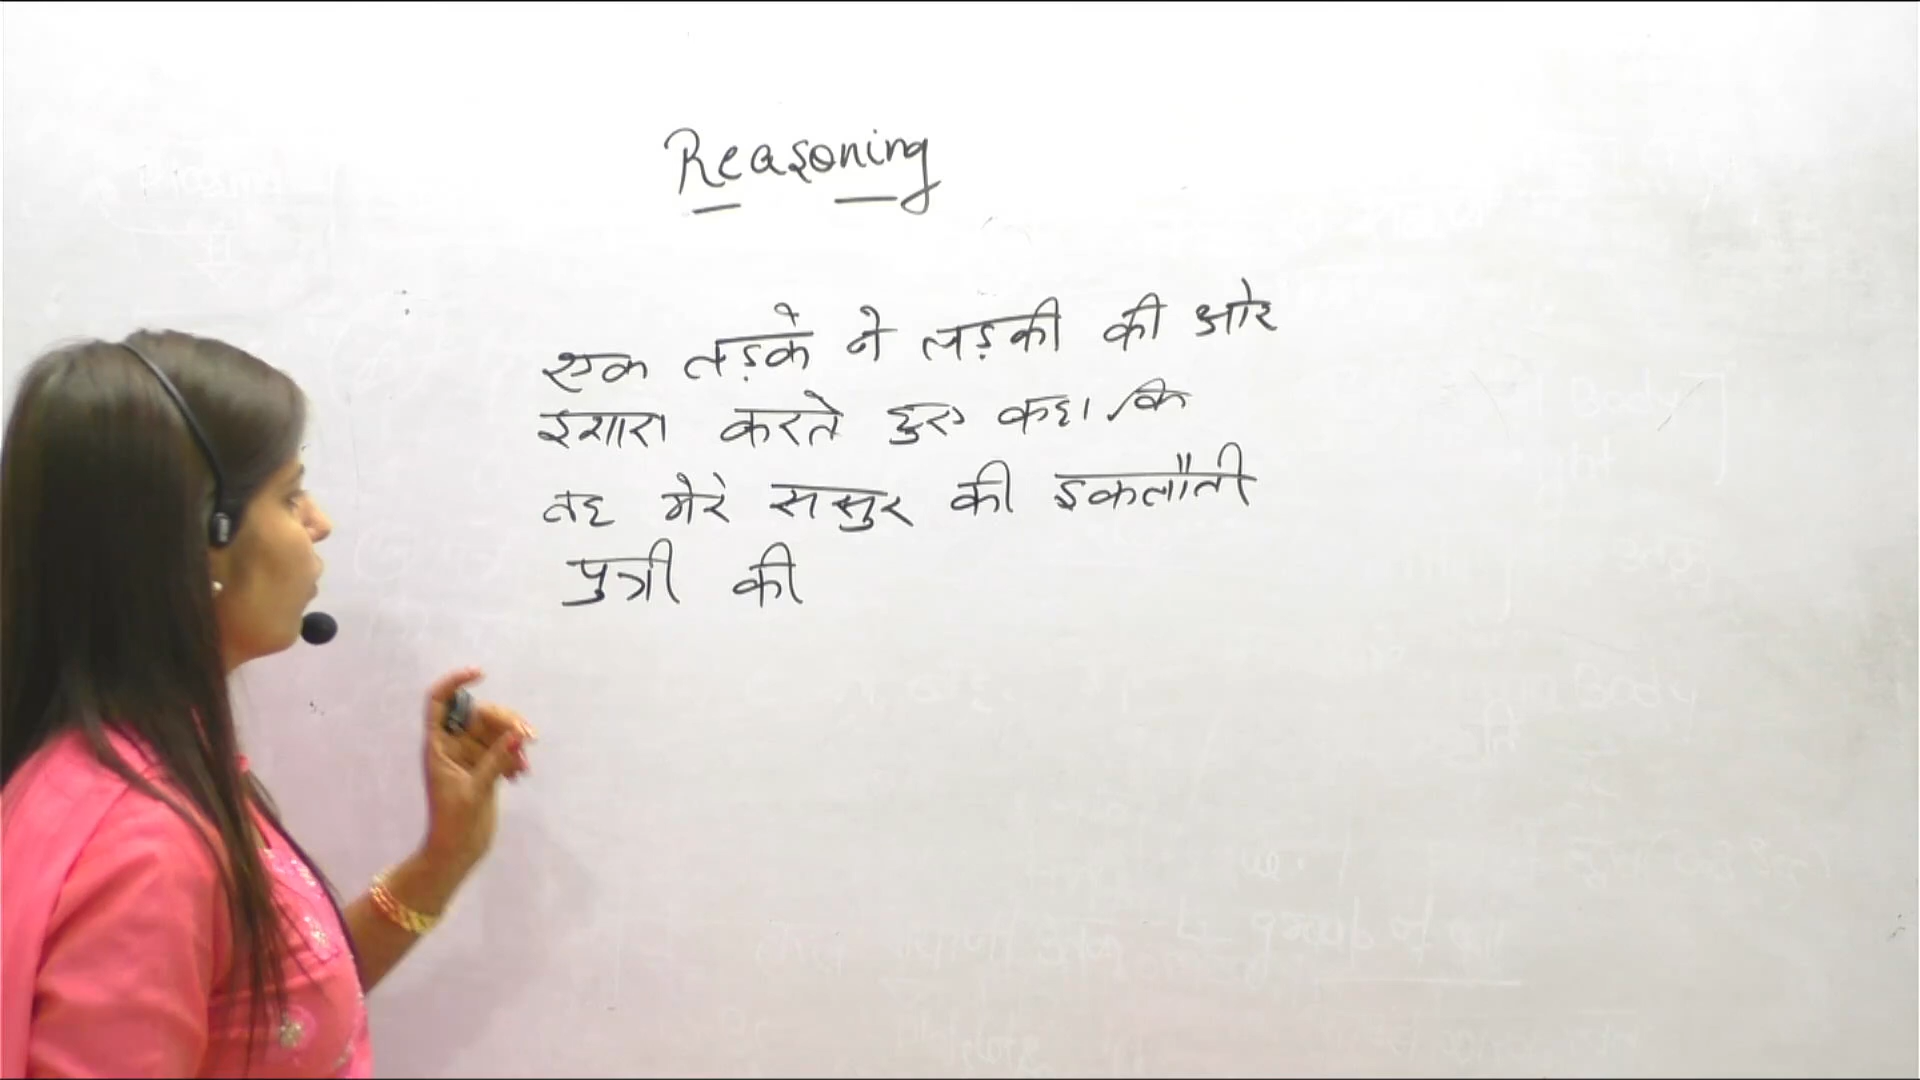 Reasoning
एक लड़के ने लड़की की ओर
इशारा करते हुए कहा कि
वह मेरे ससुर की इकलौती
पुत्री की